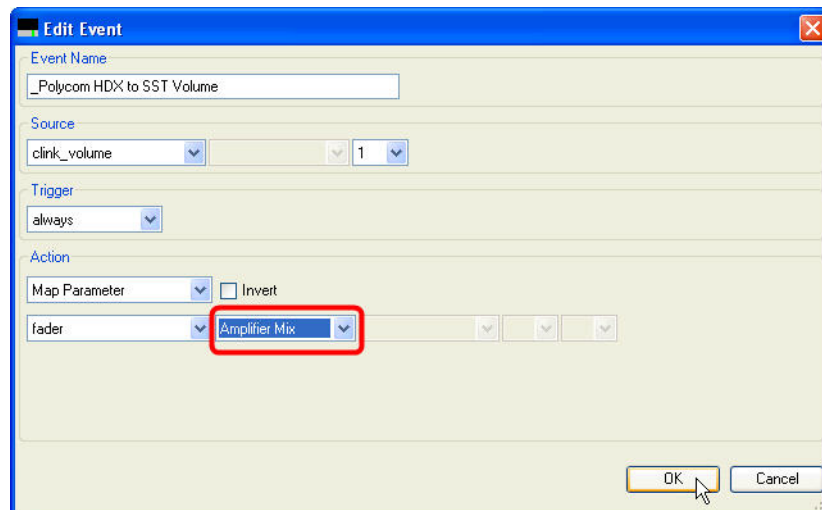 Edit Event
Event Name
_Polycom HDX to SST Volume
Source
clink_volume 1
Trigger
always
Action
Map Parameter Invert
fader Amplifier Mix
OK Cancel